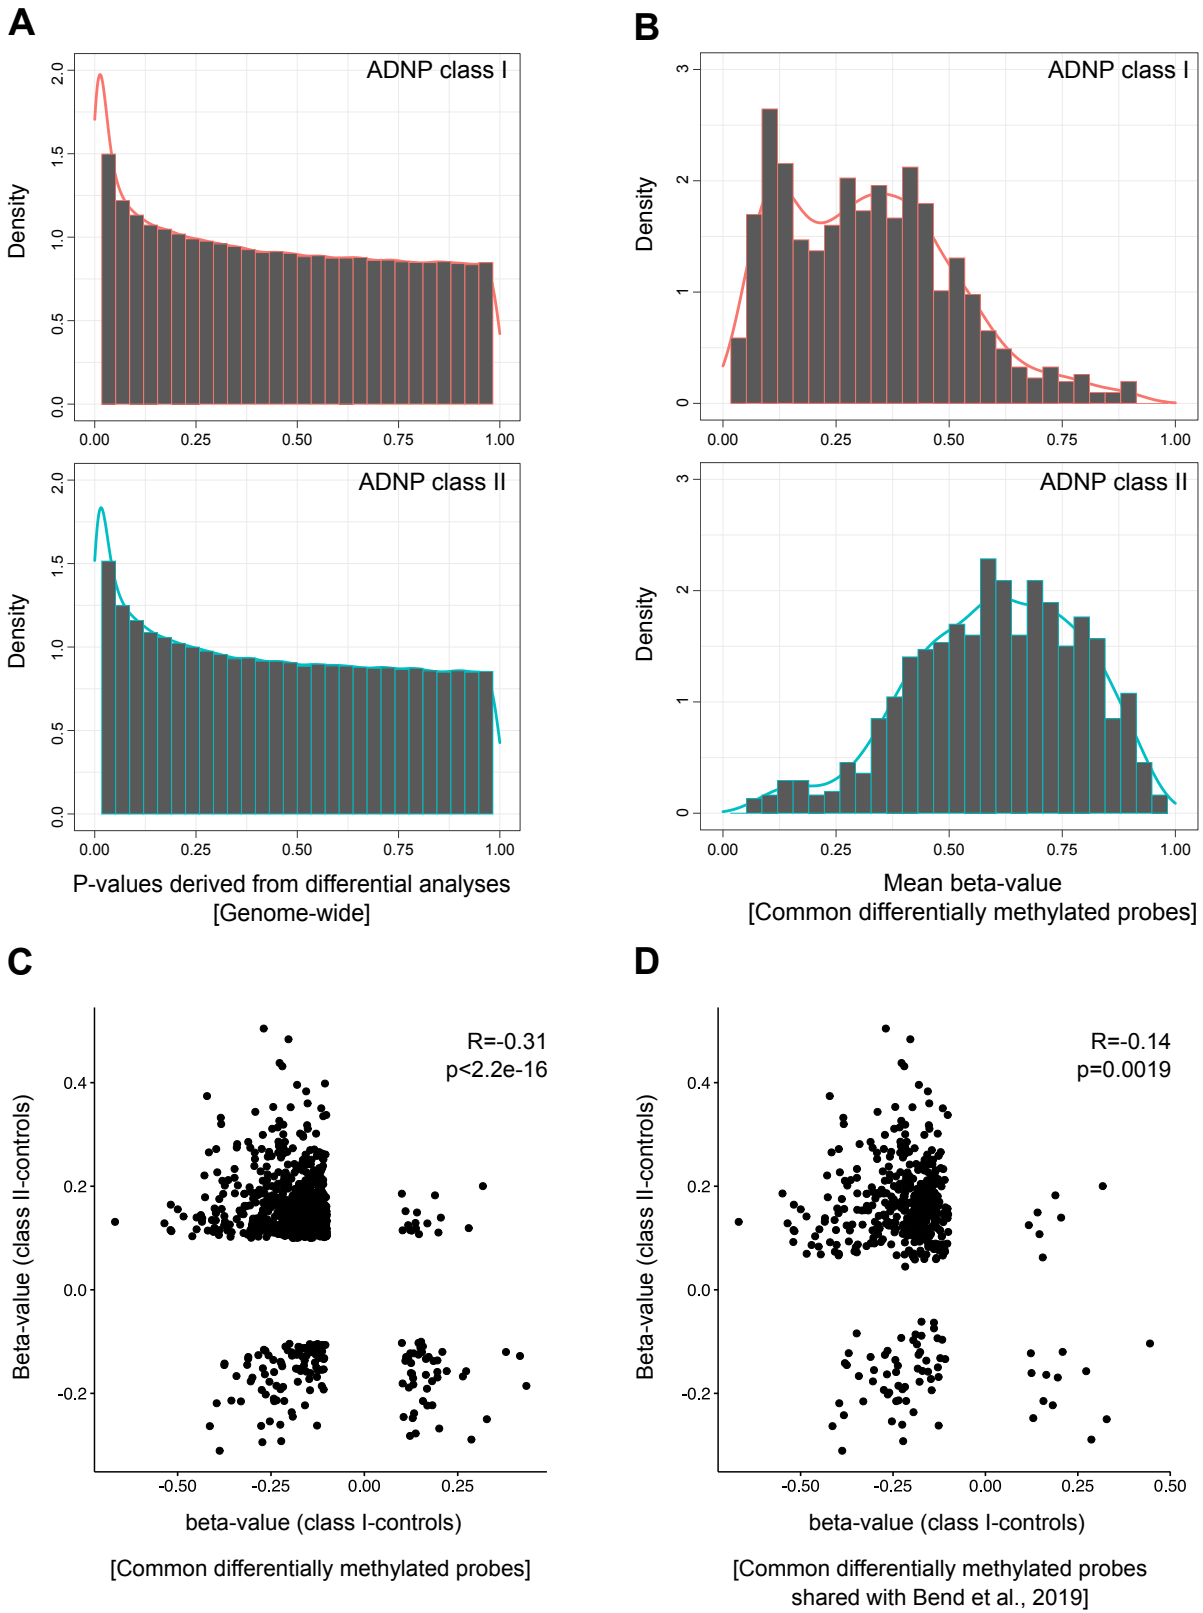 A
B
ADNP class I
Density
0.0
0.5
1.0
1.5
2.0
0.00
0.25
0.50
0.75
1.00
ADNP class II
Density
0.0
0.5
1.0
1.5
2.0
0.00
0.25
0.50
0.75
1.00
P-values derived from differential analyses
[Genome-wide]
ADNP class I
Density
0
1
2
3
0.00
0.25
0.50
0.75
1.00
ADNP class II
Density
0
1
2
3
0.00
0.25
0.50
0.75
1.00
Mean beta-value
[Common differentially methylated probes]
C
R=-0.31
p<2.2e-16
Beta-value (class II-controls)
0.4
0.2
0.0
-0.2
-0.50
-0.25
0.00
0.25
beta-value (class I-controls)
[Common differentially methylated probes]
D
R=-0.14
p=0.0019
Beta-value (class II-controls)
0.4
0.2
0.0
-0.2
-0.50
-0.25
0.00
0.25
0.50
beta-value (class I-controls)
[Common differentially methylated probes
shared with Bend et al., 2019]